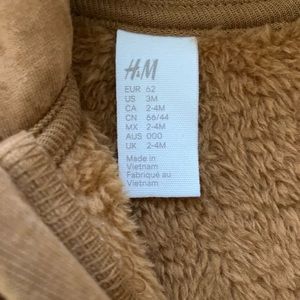 H&M
EUR 62
US 3M
CA 2-4M
CN 66/44
MX 2-4M
AUS 000
UK 2-4M
Made in
Vietnam
Fabriqué au
Vietnam